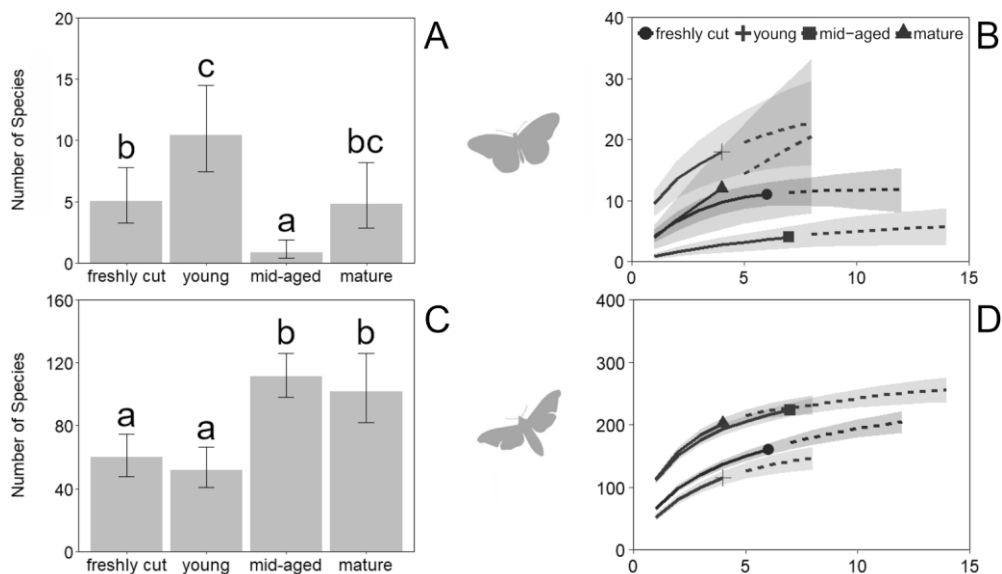 A
Number of Species
20
15
10
5
0
b
c
a
bc
freshly cut young mid-aged mature
B
freshly cut young mid−aged mature
40
30
20
10
0
0 5 10 15
C
Number of Species
160
120
80
40
0
a
a
b
b
freshly cut young mid-aged mature
D
400
300
200
100
0
0 5 10 15